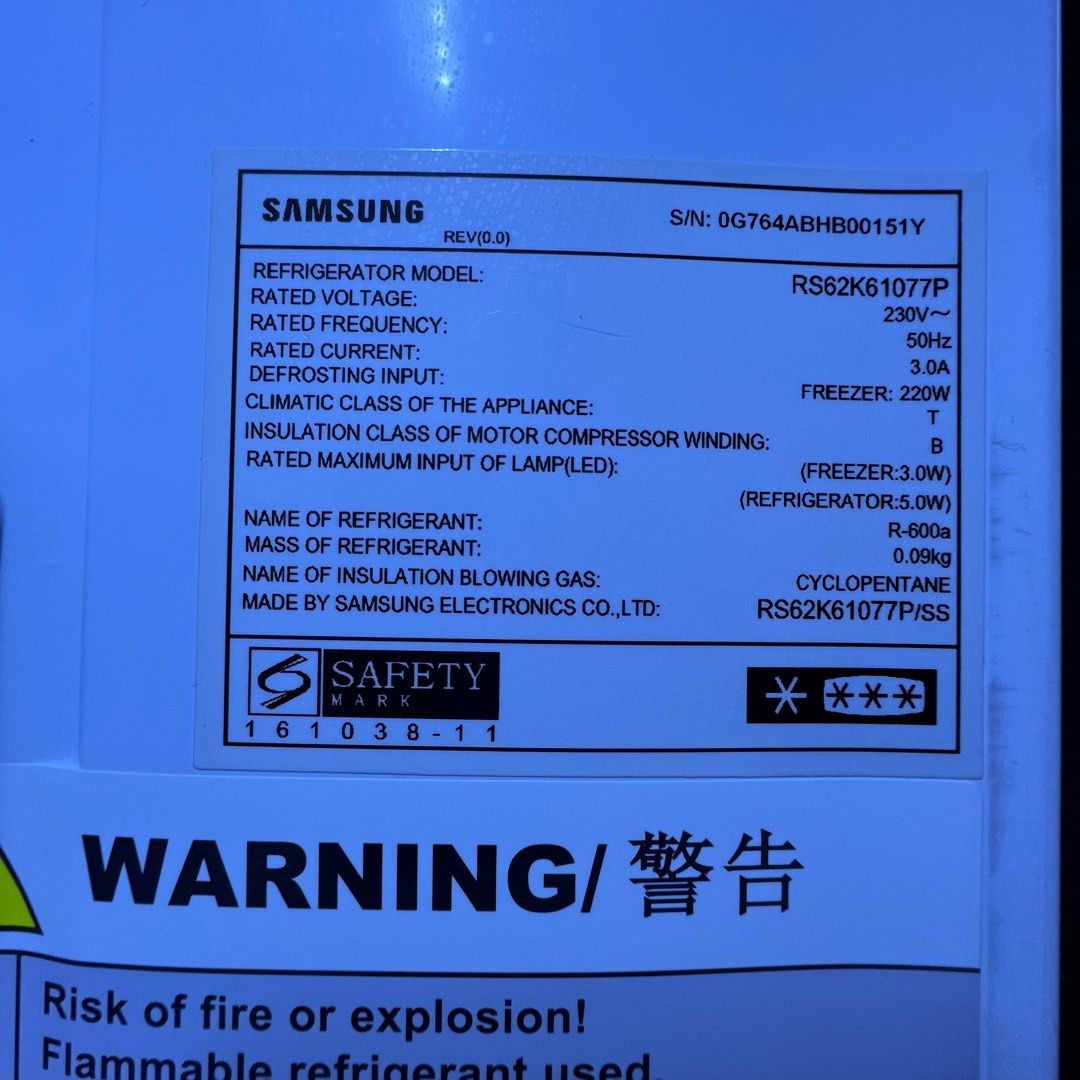 SAMSUNG
REV(0.0)
S/N: 0G764ABHB00151Y
REFRIGERATOR MODEL: RS62K61077P
RATED VOLTAGE: 230V～
RATED FREQUENCY: 50Hz
RATED CURRENT: 3.0A
DEFROSTING INPUT: FREEZER: 220W
CLIMATIC CLASS OF THE APPLIANCE: T
INSULATION CLASS OF MOTOR COMPRESSOR WINDING: B
RATED MAXIMUM INPUT OF LAMP(LED): (FREEZER:3.0W)
(REFRIGERATOR:5.0W)
NAME OF REFRIGERANT: R-600a
MASS OF REFRIGERANT: 0.09kg
NAME OF INSULATION BLOWING GAS: CYCLOPENTANE
MADE BY SAMSUNG ELECTRONICS CO.,LTD: RS62K61077P/SS
SAFETY
MARK
161038-11
WARNING/ 警告
Risk of fire or explosion!
Flammable refrigerant used.